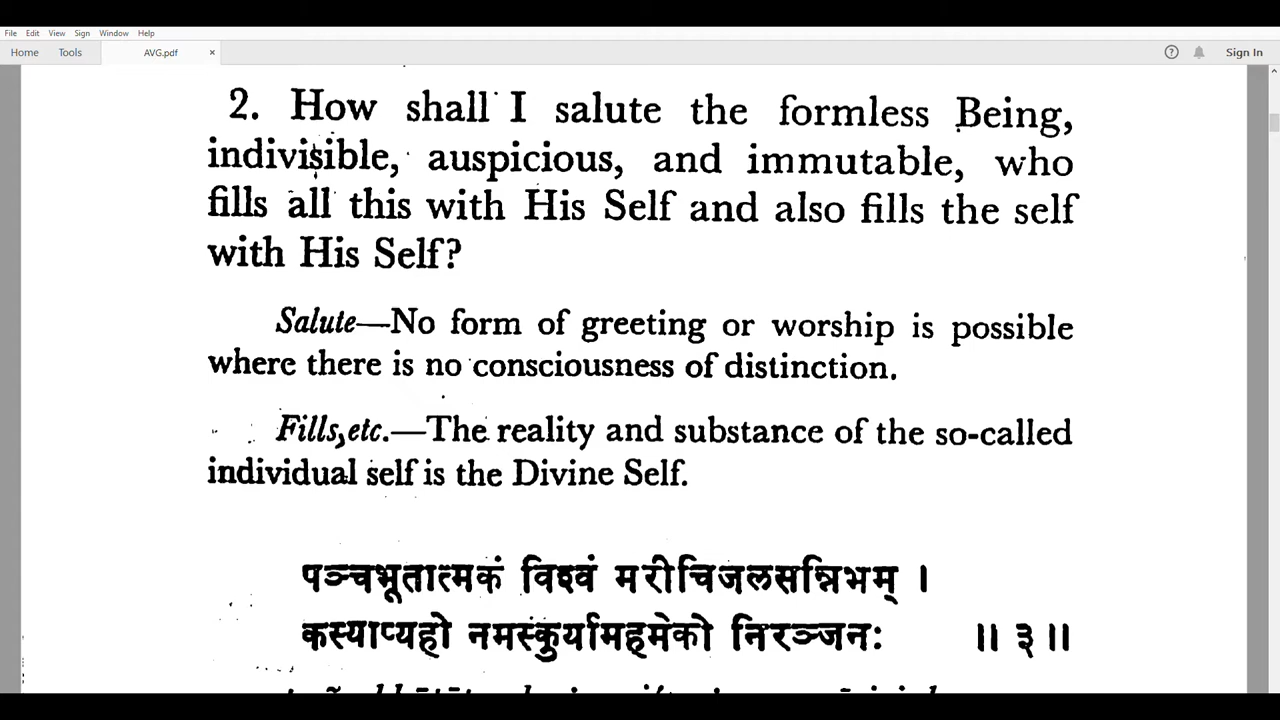 File Edit View Sign Window Help
Home Tools AVG.pdf × Sign In
2. How shall I salute the formless Being,
indivisible, auspicious, and immutable, who
fills all this with His Self and also fills the self
with His Self?
Salute—No form of greeting or worship is possible
where there is no consciousness of distinction.
Fills, etc.—The reality and substance of the so-called
individual self is the Divine Self.
पञ्चभूतात्मकं विश्वं मरीचिजलसन्निभम् ।
कस्याप्यहो नमस्कुर्यामहमेको निरञ्जनः ॥ ३ ॥